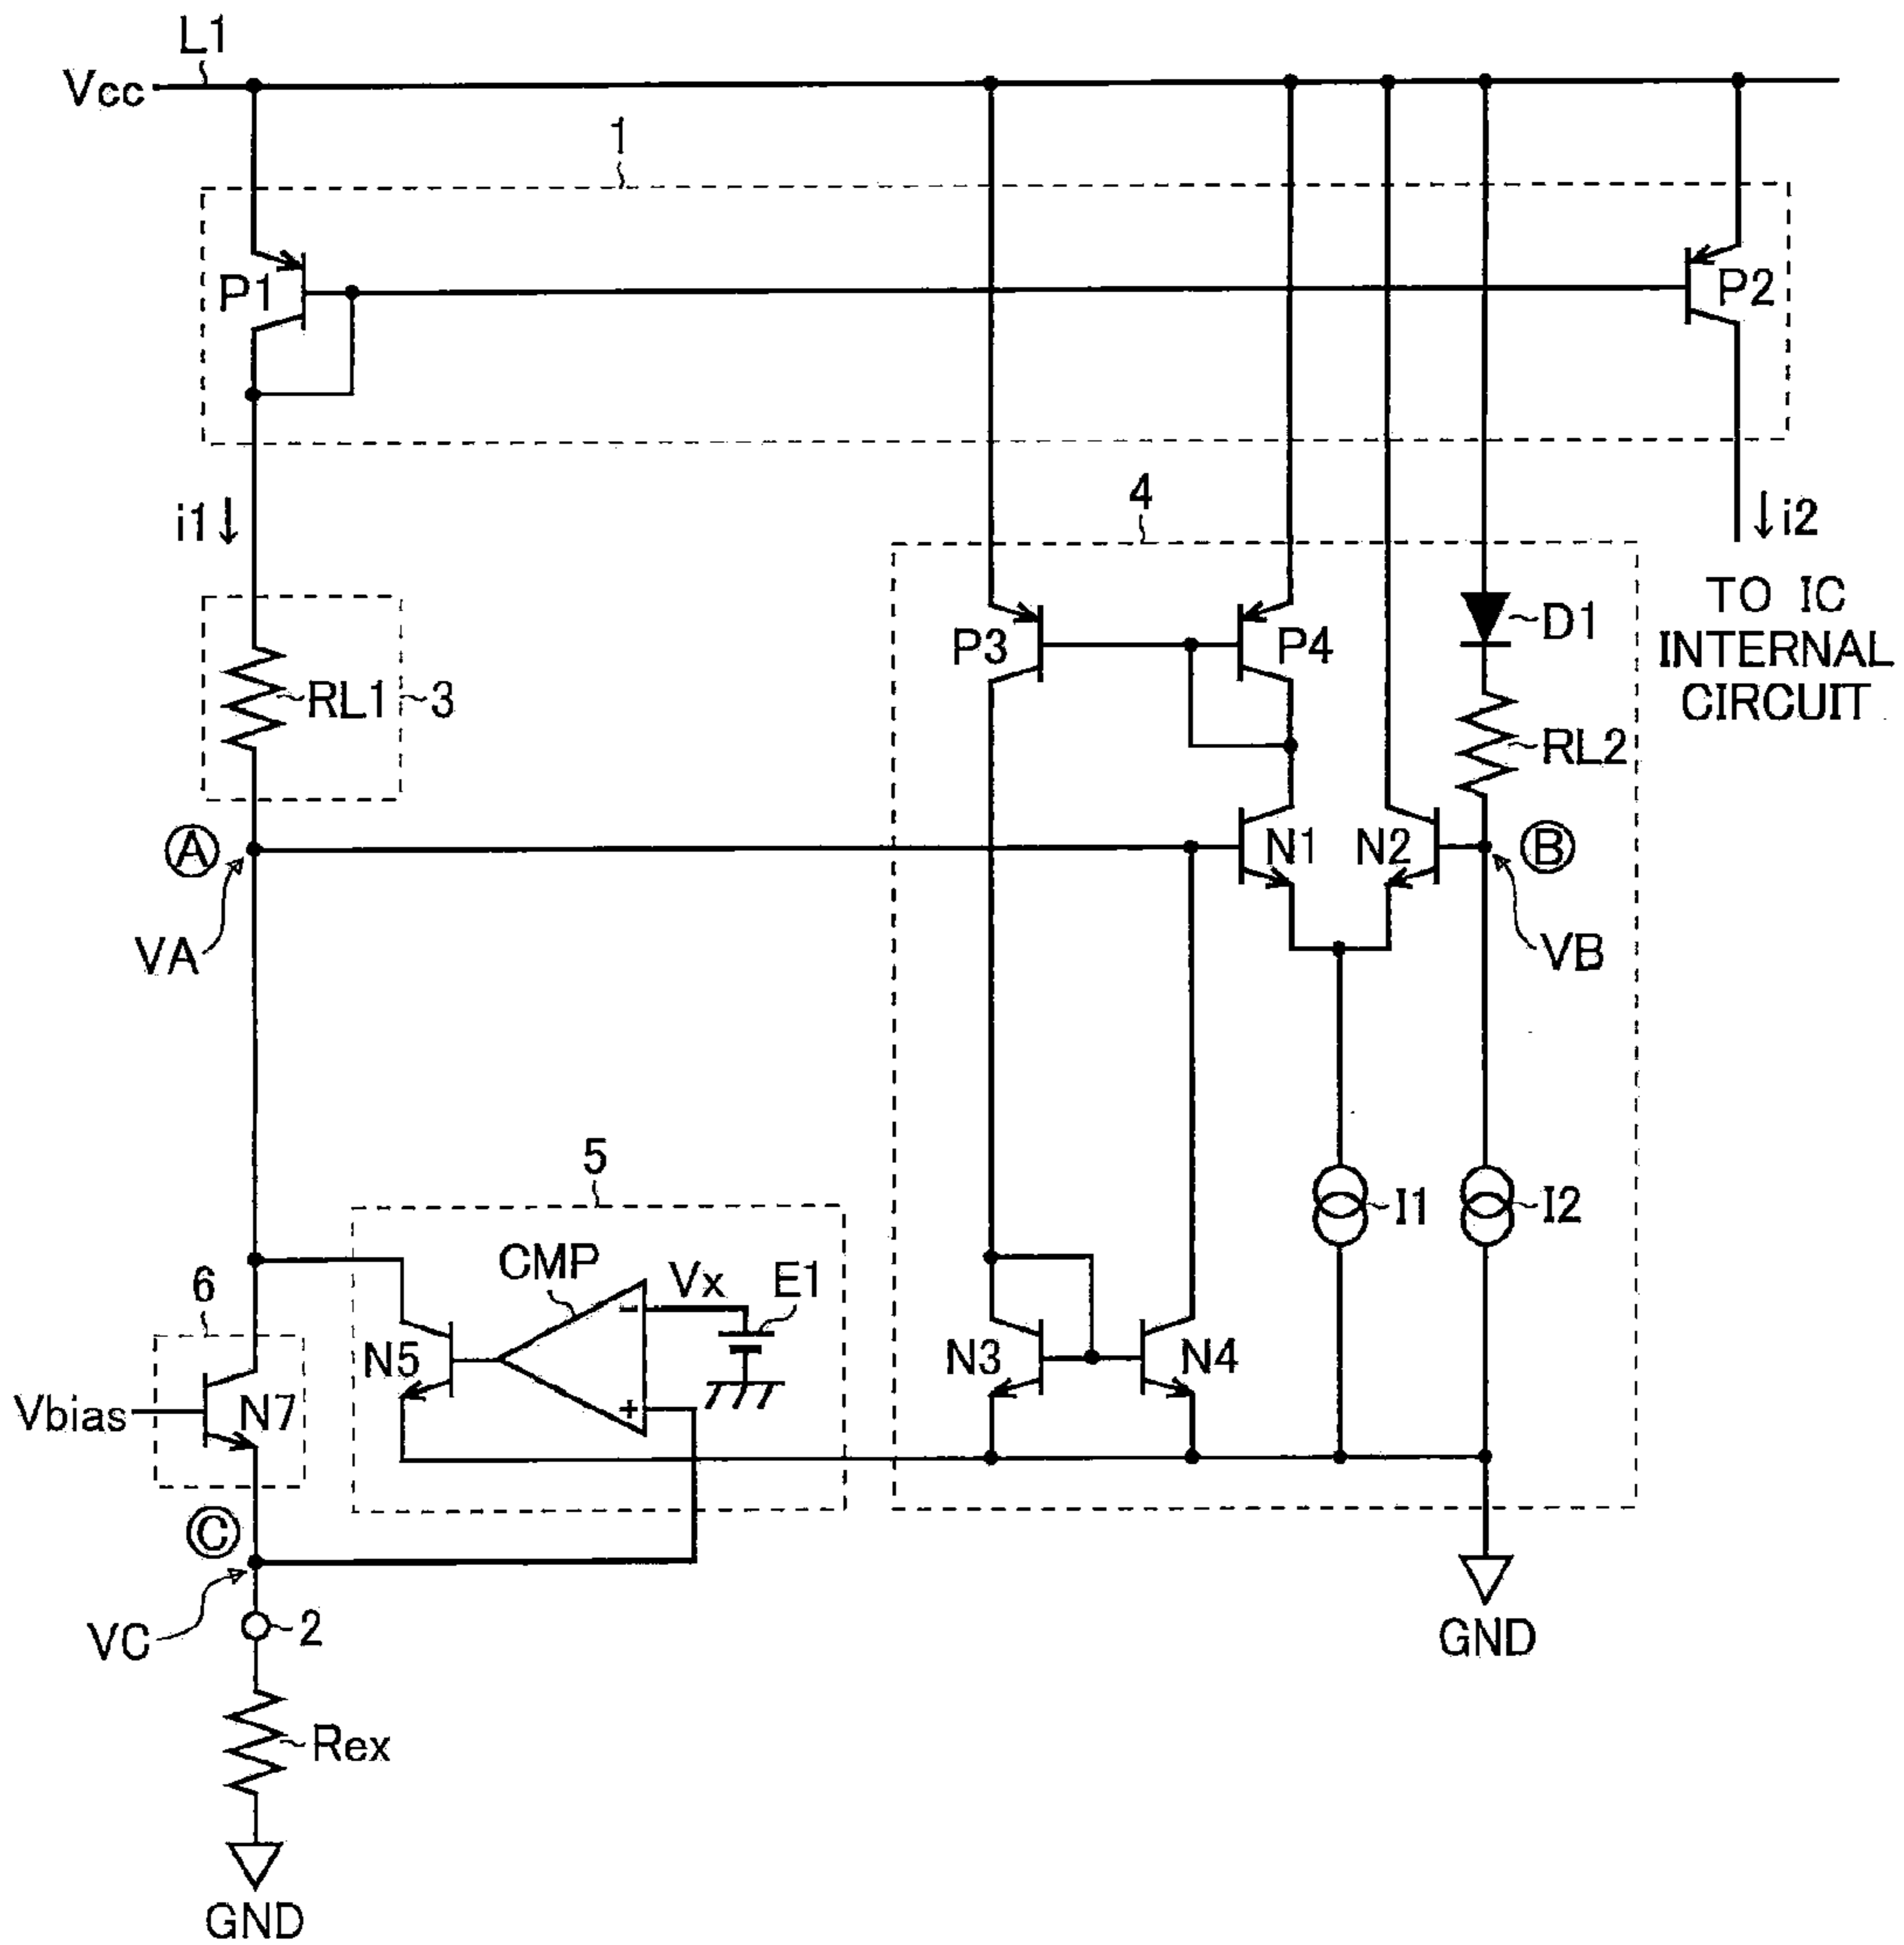 L1
Vcc
1
P1
P2
i1
4
i2
TO IC
INTERNAL
CIRCUIT
P3
P4
D1
RL1
3
RL2
A
N1
N2
B
VA
VB
5
I1
I2
6
CMP
Vx
E1
-
N5
N3
N4
Vbias
N7
+
C
VC
2
GND
Rex
GND